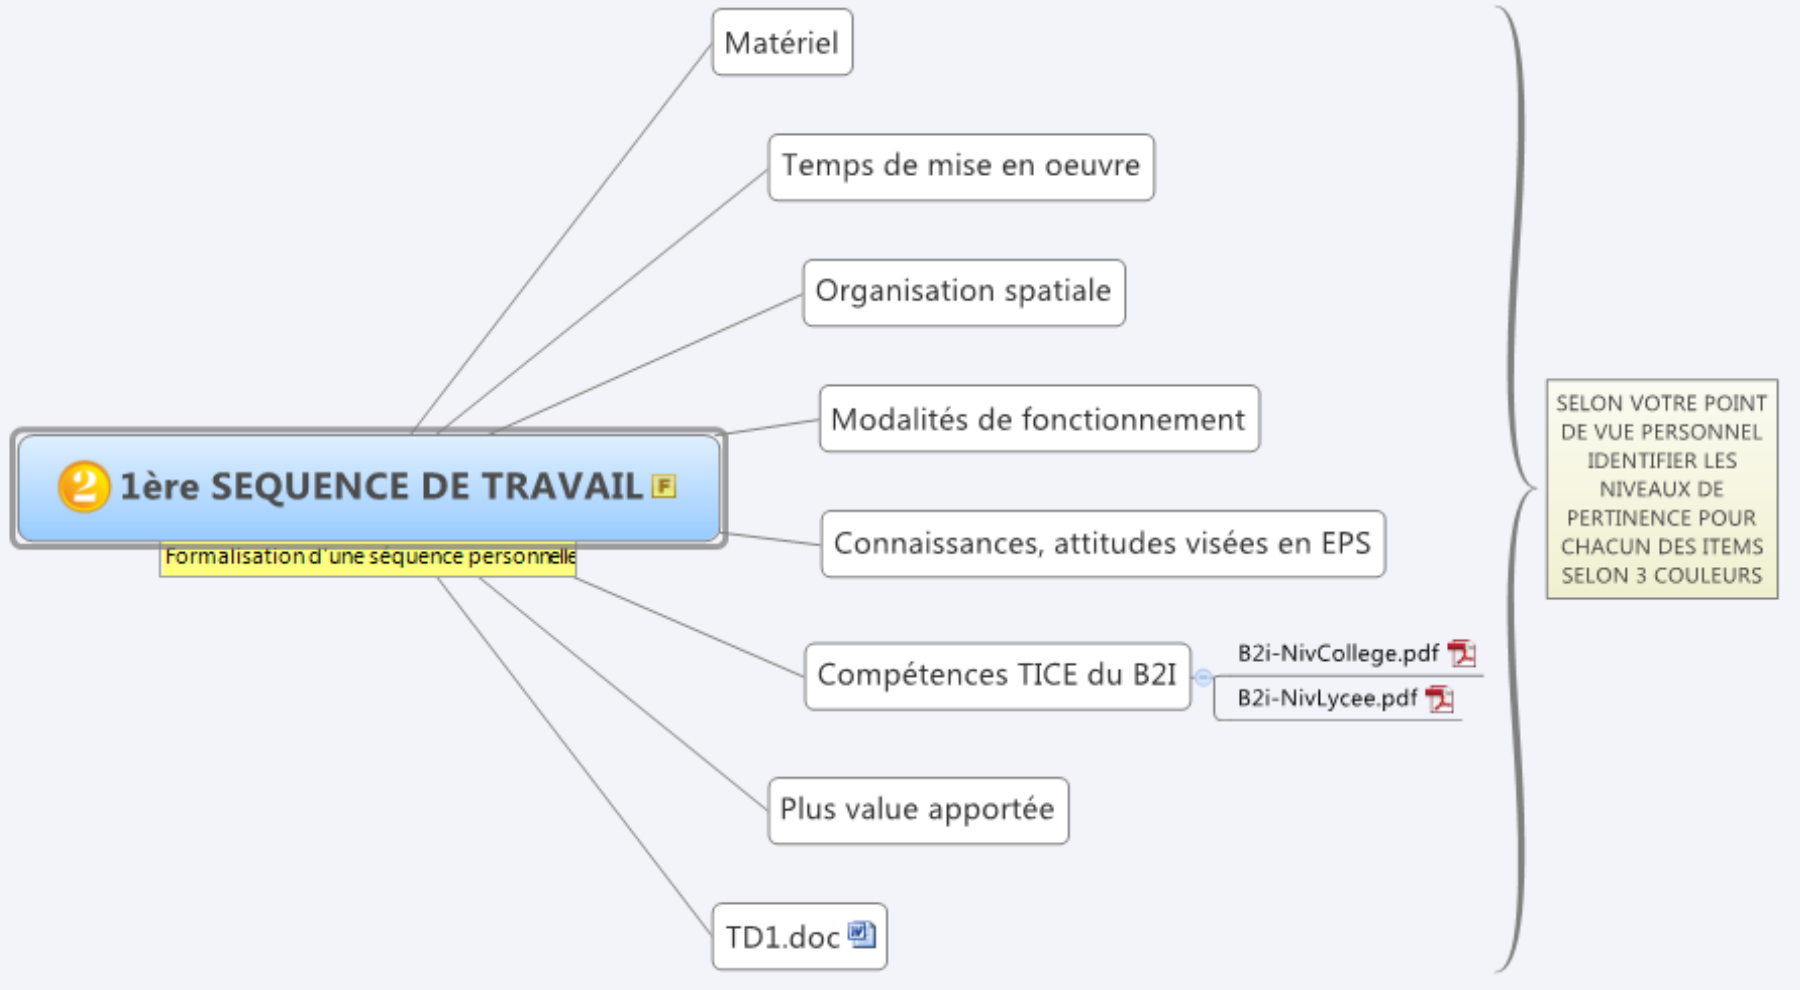 Matériel
Temps de mise en oeuvre
Organisation spatiale
Modalités de fonctionnement
2 1ère SEQUENCE DE TRAVAIL F
Formalisation d'une séquence personnelle
Connaissances, attitudes visées en EPS
Compétences TICE du B2I
B2i-NivCollege.pdf
B2i-NivLycee.pdf
Plus value apportée
TD1.doc
SELON VOTRE POINT
DE VUE PERSONNEL
IDENTIFIER LES
NIVEAUX DE
PERTINENCE POUR
CHACUN DES ITEMS
SELON 3 COULEURS